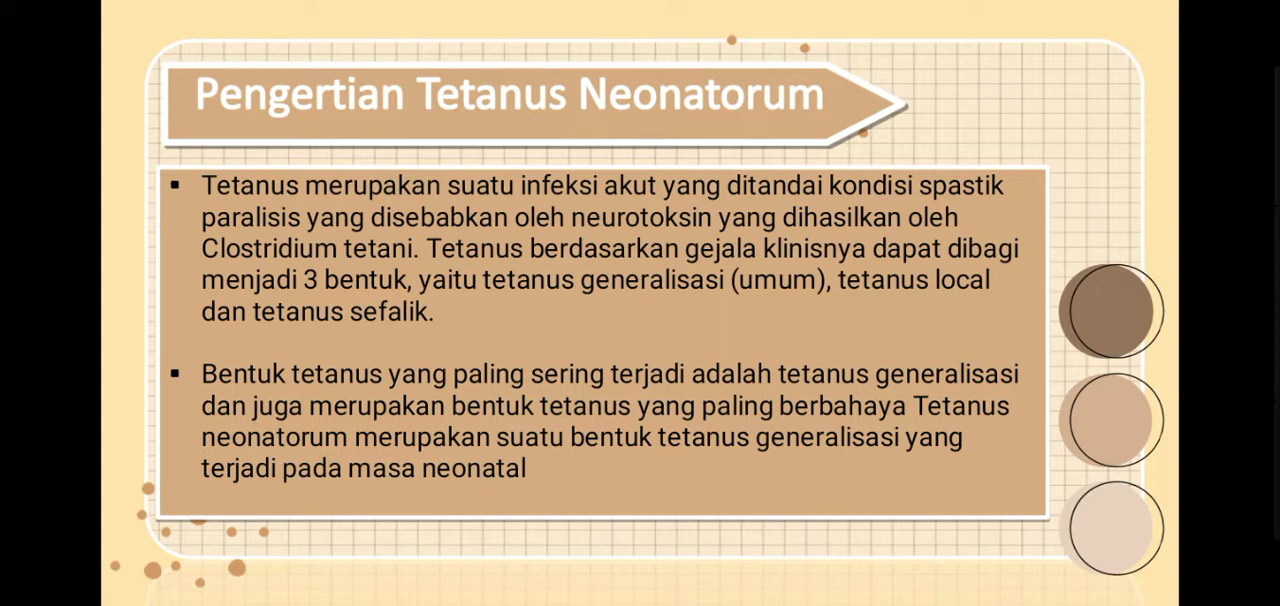 Pengertian Tetanus Neonatorum
▪ Tetanus merupakan suatu infeksi akut yang ditandai kondisi spastik
paralisis yang disebabkan oleh neurotoksin yang dihasilkan oleh
Clostridium tetani. Tetanus berdasarkan gejala klinisnya dapat dibagi
menjadi 3 bentuk, yaitu tetanus generalisasi (umum), tetanus local
dan tetanus sefalik.
▪ Bentuk tetanus yang paling sering terjadi adalah tetanus generalisasi
dan juga merupakan bentuk tetanus yang paling berbahaya Tetanus
neonatorum merupakan suatu bentuk tetanus generalisasi yang
terjadi pada masa neonatal